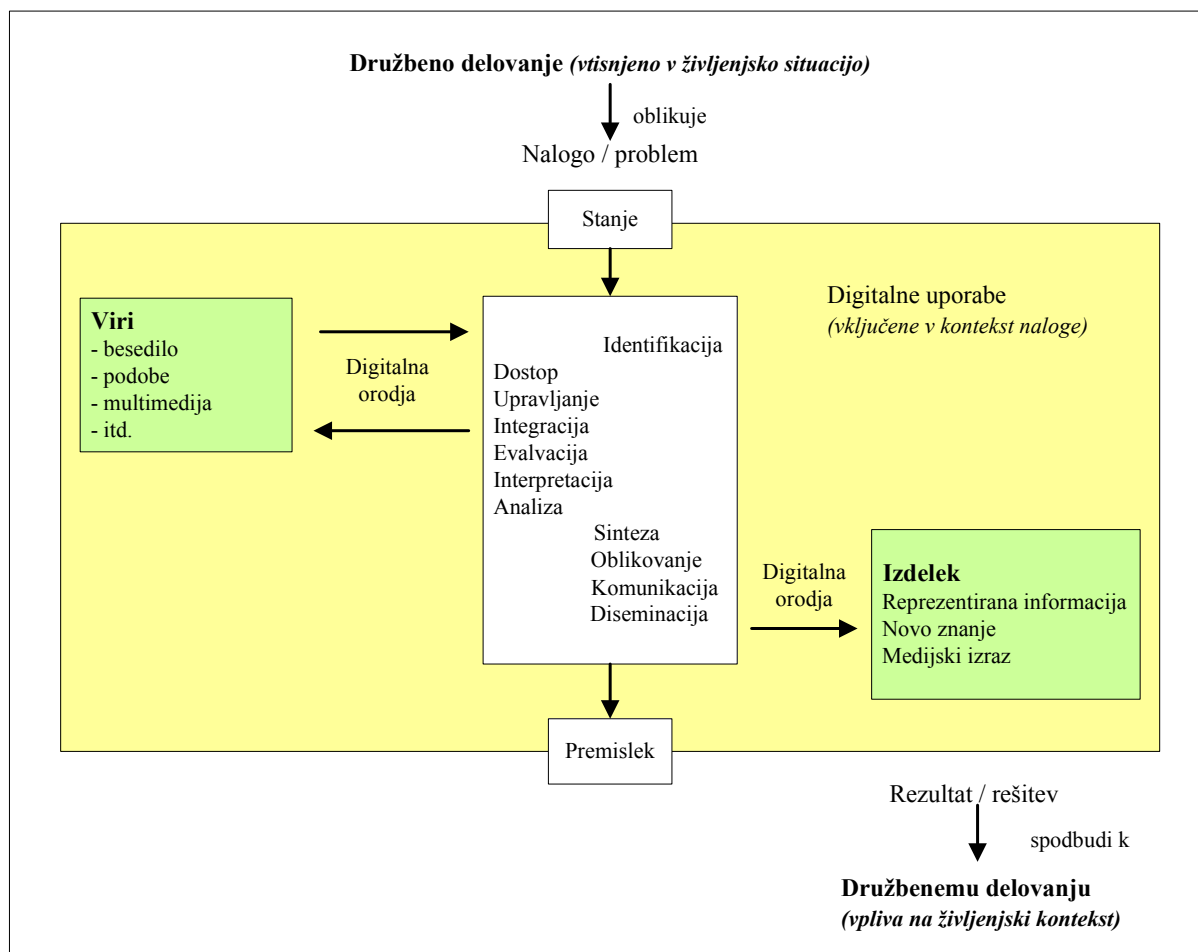 Družbeno delovanje (vtisnjeno v življenjsko situacijo)
oblikuje
Nalogo / problem
Stanje
Digitalne uporabe
(vključene v kontekst naloge)
Viri
- besedilo
- podobe
- multimedija
- itd.
Digitalna
orodja
Identifikacija
Dostop
Upravljanje
Integracija
Evalvacija
Interpretacija
Analiza
Sinteza
Oblikovanje
Komunikacija
Diseminacija
Digitalna
orodja
Izdelek
Reprezentirana informacija
Novo znanje
Medijski izraz
Premislek
Rezultat / rešitev
spodbudi k
Družbenemu delovanju
(vpliva na življenjski kontekst)